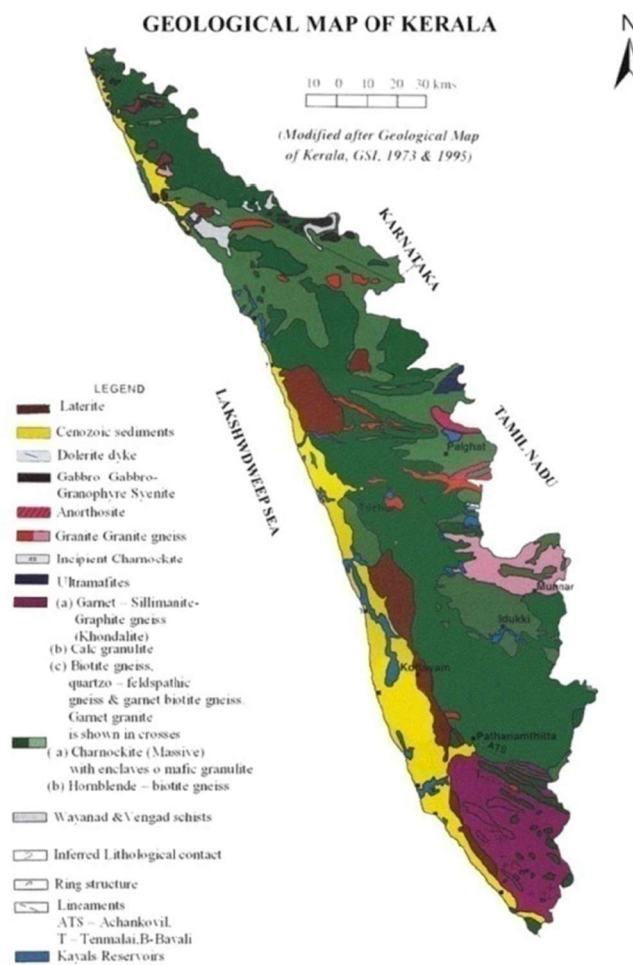 GEOLOGICAL MAP OF KERALA
N
10 0 10 20 30 kms
(Modified after Geological Map
of Kerala, GSI, 1973 & 1995)
KARNATAKA
LAKSHWDWEEP SEA
TAMIL NADU
Palghat
Munnar
Idukki
Pathanamthitta
ATS
LEGEND
Laterite
Cenozoic sediments
Dolerite dyke
Gabbro Gabbro-
Granophyre Syenite
Anorthosite
Granite Granite gneiss
Incipient Charnockite
Ultramafites
(a) Garnet – Sillimanite-
Graphite gneiss
(Khondalite)
(b) Calc granulite
(c) Biotite gneiss,
quartzo – feldspathic
gneiss & garnet biotite gneiss.
Garnet granite
is shown in crosses
(a) Charnockite (Massive)
with enclaves o mafic granulite
(b) Hornblende – biotite gneiss
Wayanad & Vengad schists
Inferred Lithological contact
Ring structure
Lineaments
ATS – Achankovil,
T – Tenmalai, B-Bavali
Kayals Reservoirs